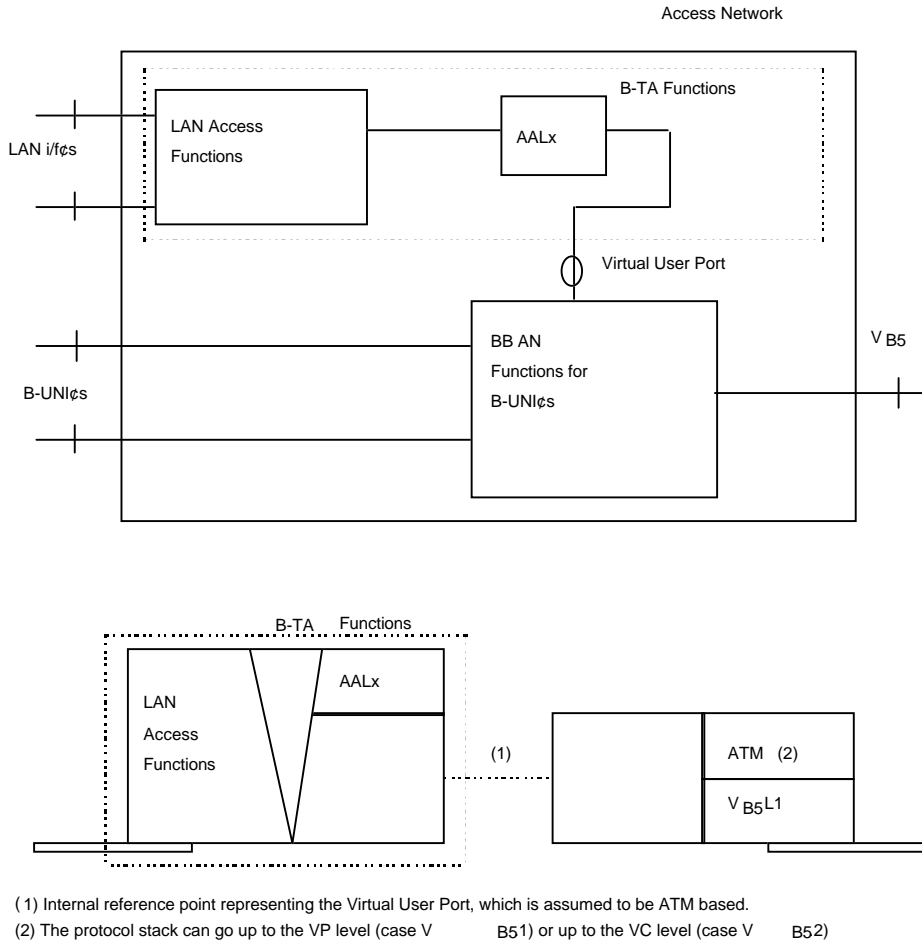 Access Network
B-TA Functions
LAN Access
Functions
AALx
LAN i/f¢s
Virtual User Port
BB AN
Functions for
B-UNI¢s
V B5
B-UNI¢s
B-TA Functions
AALx
LAN
Access
Functions
(1)
ATM (2)
V B5L1
(1) Internal reference point representing the Virtual User Port, which is assumed to be ATM based.
(2) The protocol stack can go up to the VP level (case V B51) or up to the VC level (case V B52)